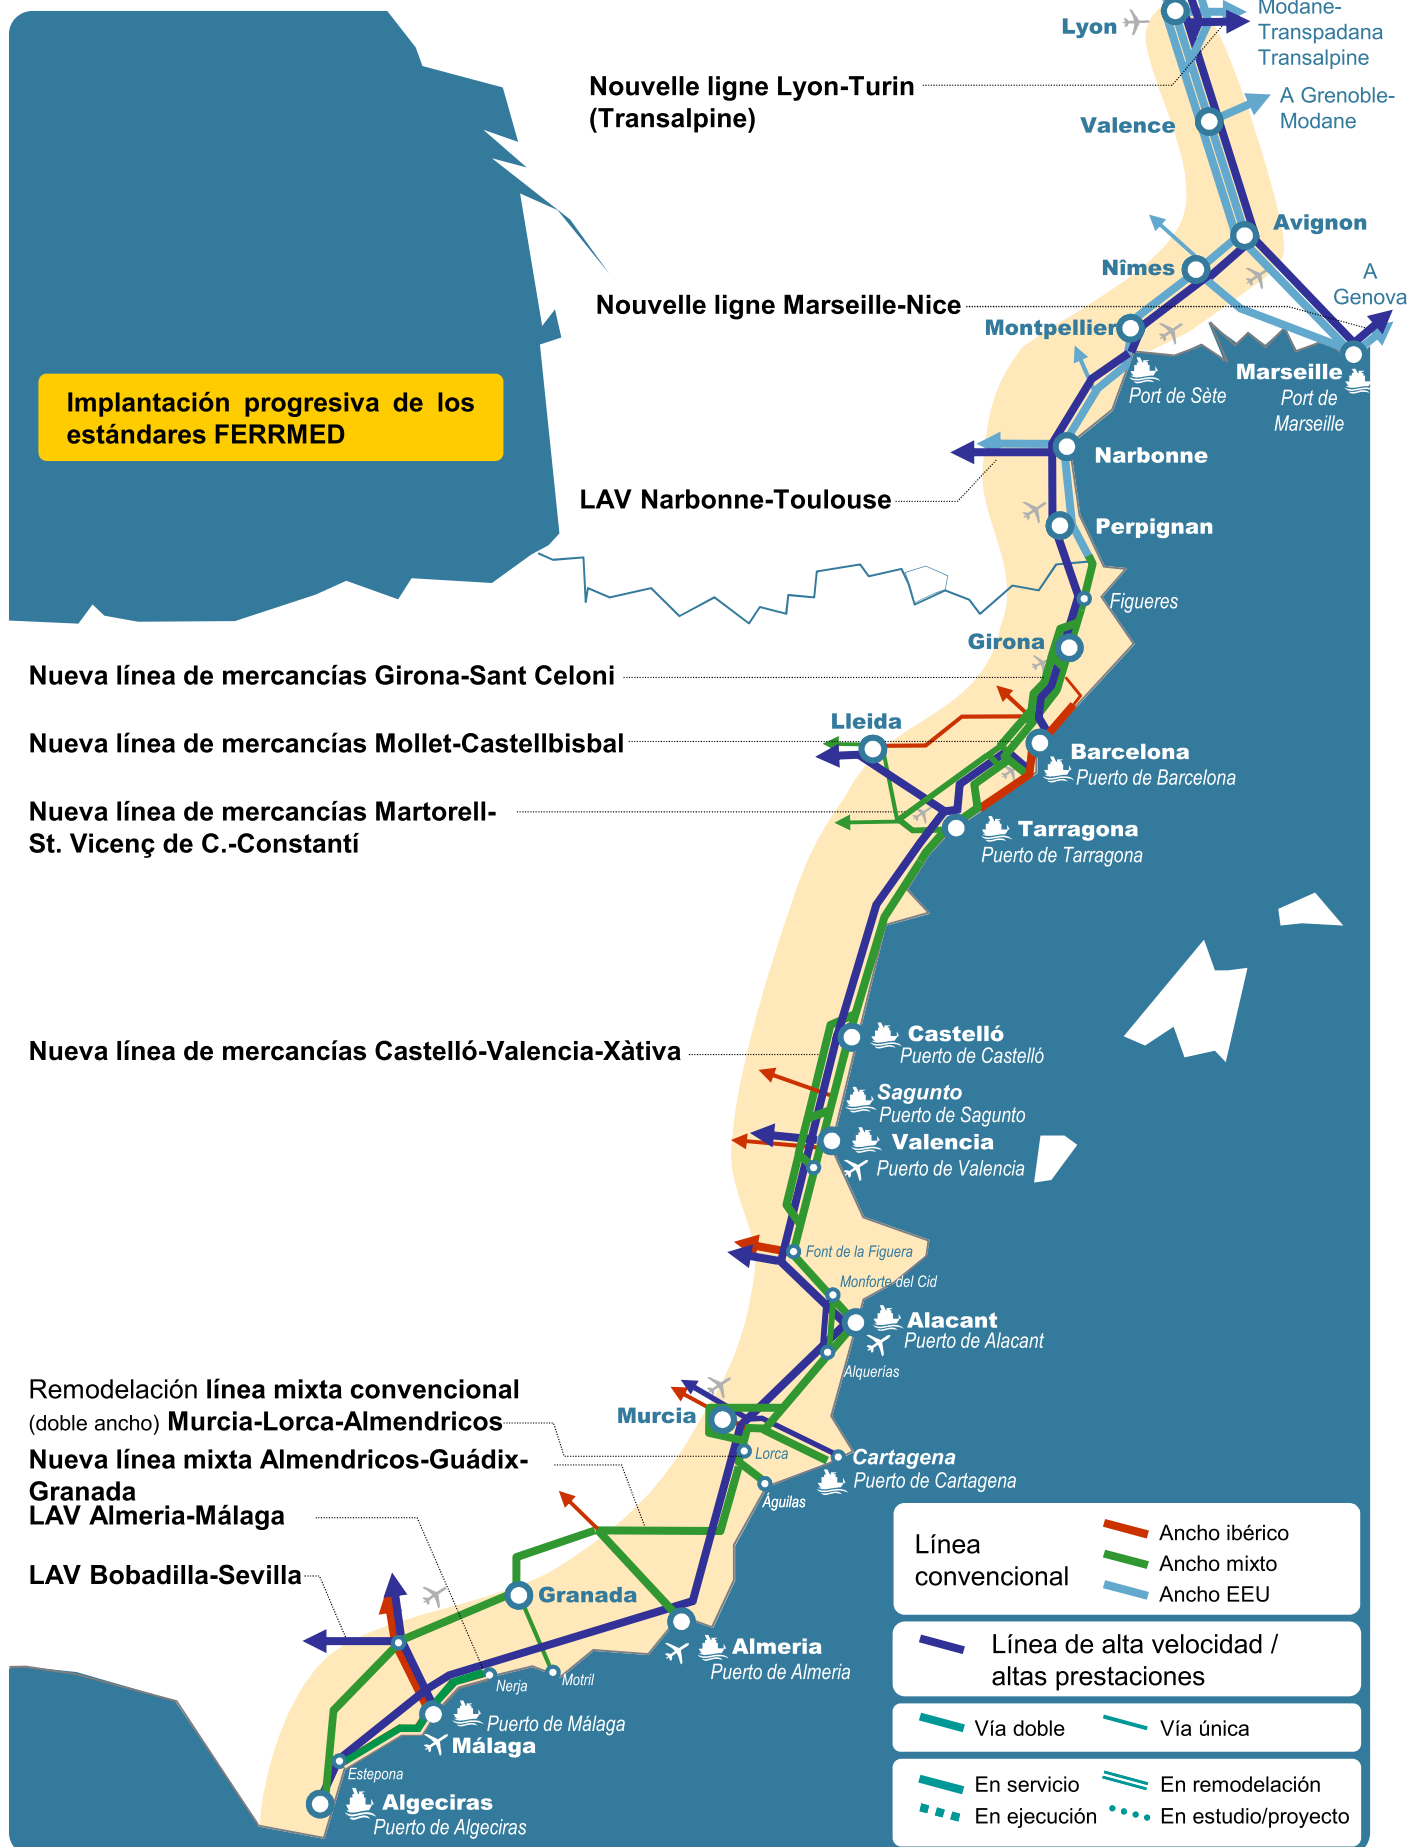 Modane-
Transpadana
Transalpine
Lyon
Nouvelle ligne Lyon-Turin
(Transalpine)
A Grenoble-
Modane
Valence
Avignon
Nîmes
A
Genova
Nouvelle ligne Marseille-Nice
Montpellier
Marseille
Port de
Marseille
Port de Sète
Implantación progresiva de los
estándares FERRMED
Narbonne
LAV Narbonne-Toulouse
Perpignan
Figueres
Girona
Nueva línea de mercancías Girona-Sant Celoni
Lleida
Nueva línea de mercancías Mollet-Castellbisbal
Barcelona
Puerto de Barcelona
Nueva línea de mercancías Martorell-
St. Vicenç de C.-Constantí
Tarragona
Puerto de Tarragona
Castelló
Puerto de Castelló
Nueva línea de mercancías Castelló-Valencia-Xàtiva
Sagunto
Puerto de Sagunto
Valencia
Puerto de Valencia
Font de la Figuera
Monforte del Cid
Alacant
Puerto de Alacant
Alquerias
Remodelación línea mixta convencional
(doble ancho) Murcia-Lorca-Almendricos
Murcia
Lorca
Cartagena
Puerto de Cartagena
Nueva línea mixta Almendricos-Guádix-
Granada
Águilas
LAV Almeria-Málaga
LAV Bobadilla-Sevilla
Granada
Almeria
Puerto de Almeria
Motril
Nerja
Puerto de Málaga
Málaga
Estepona
Algeciras
Puerto de Algeciras
Línea
convencional
Ancho ibérico
Ancho mixto
Ancho EEU
Línea de alta velocidad /
altas prestaciones
Vía doble
Vía única
En servicio
En remodelación
En ejecución
En estudio/proyecto